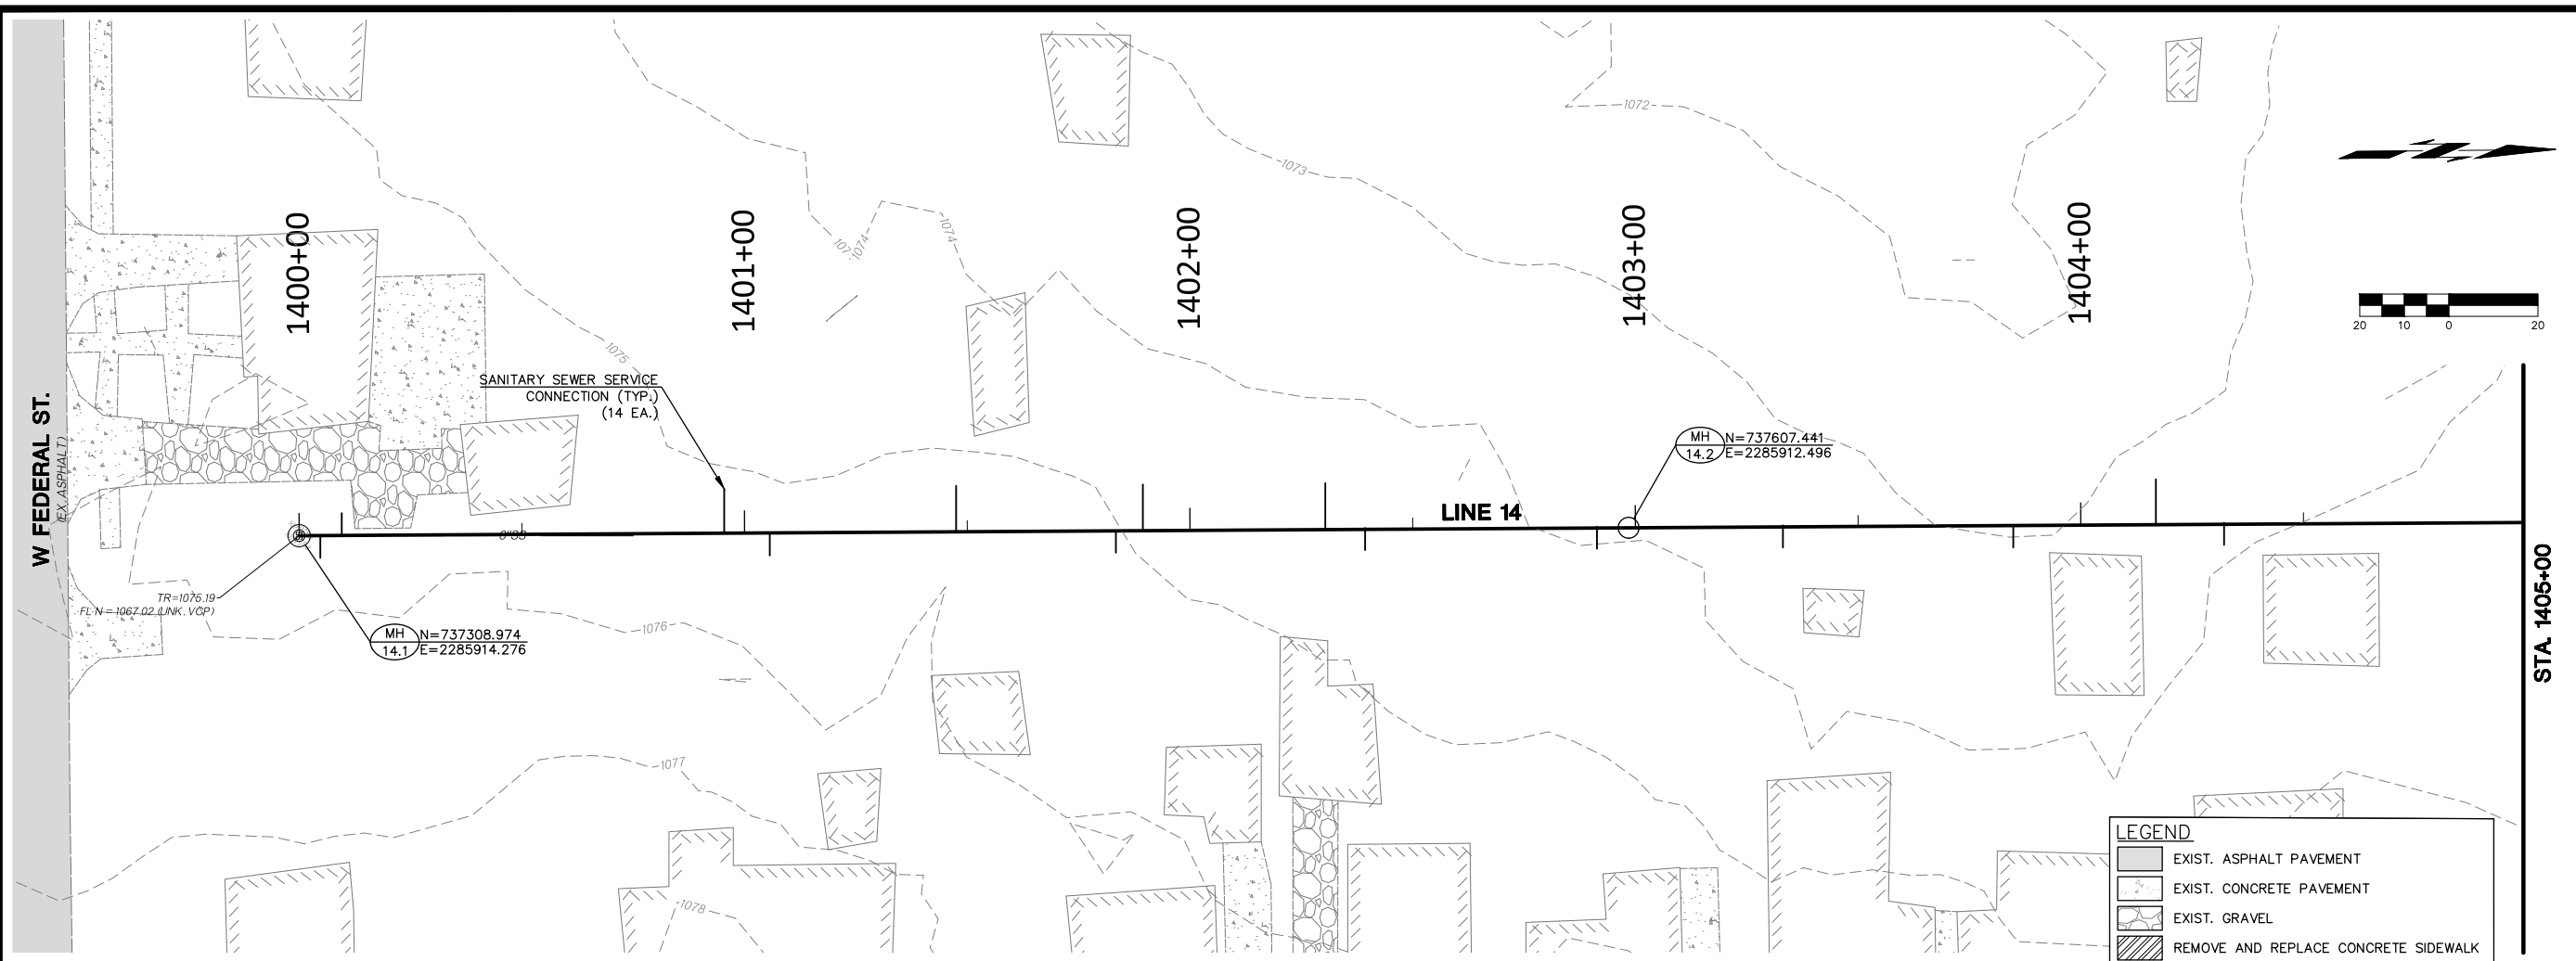 1072
1073
1400+00
1401+00
1402+00
1403+00
1404+00
1074
1074
20 10 0 20
1075
SANITARY SEWER SERVICE
CONNECTION (TYP.)
(14 EA.)
W FEDERAL ST.
(EX. ASPHALT)
MH N=737607.441
14.2 E=2285912.496
LINE 14
TR=1075.19
FL N = 1067.02 (UNK. VCP)
MH N=737308.974
14.1 E=2285914.276
1076
STA. 1405+00
1077
1078
LEGEND
EXIST. ASPHALT PAVEMENT
EXIST. CONCRETE PAVEMENT
EXIST. GRAVEL
REMOVE AND REPLACE CONCRETE SIDEWALK